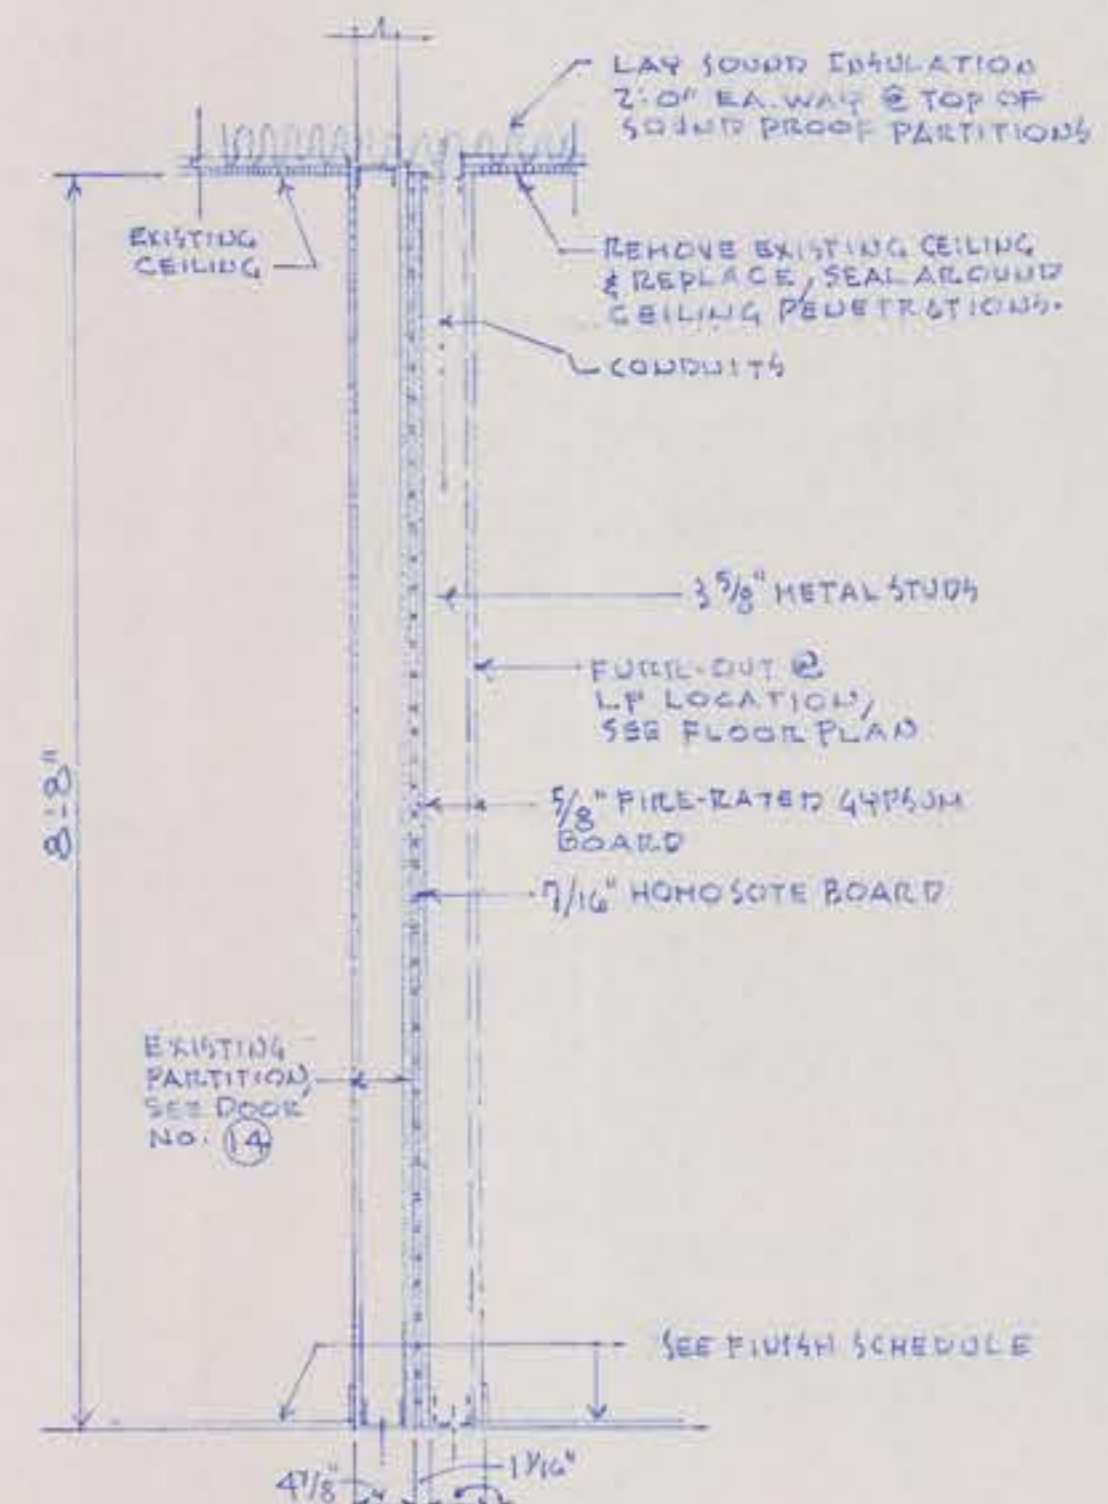 LAY SOUND INSULATION
2'-0" EA. WAY @ TOP OF
SOUND PROOF PARTITIONS
EXISTING
CEILING
REMOVE EXISTING CEILING
& REPLACE, SEAL AROUND
CEILING PENETRATIONS.
CONDUITS
3 5/8" METAL STUDS
FURR-OUT @
LP LOCATION,
SEE FLOOR PLAN
8'-8"
5/8" FIRE-RATED GYPSUM
BOARD
7/16" HOMOSOTE BOARD
EXISTING
PARTITION,
SEE DOOR
NO. 14
SEE FINISH SCHEDULE
4 7/8"
1 1/16"